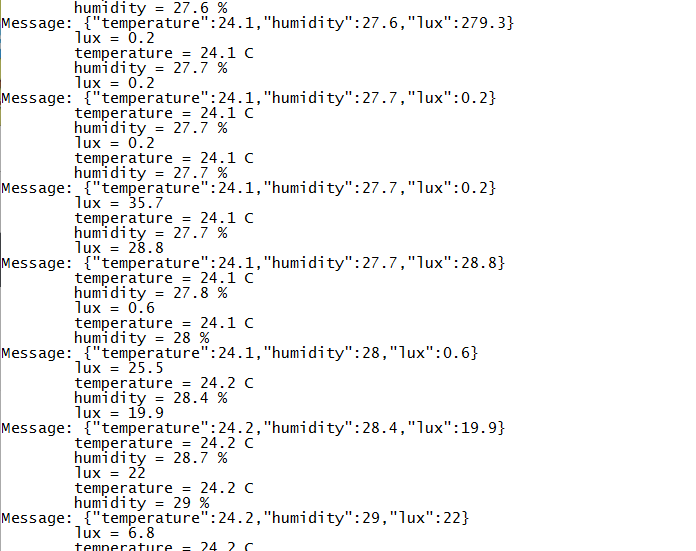 humidity = 27.6 %
Message: {"temperature":24.1,"humidity":27.6,"lux":279.3}
lux = 0.2
temperature = 24.1 C
humidity = 27.7 %
lux = 0.2
Message: {"temperature":24.1,"humidity":27.7,"lux":0.2}
temperature = 24.1 C
humidity = 27.7 %
lux = 0.2
temperature = 24.1 C
humidity = 27.7 %
Message: {"temperature":24.1,"humidity":27.7,"lux":0.2}
lux = 35.7
temperature = 24.1 C
humidity = 27.7 %
lux = 28.8
Message: {"temperature":24.1,"humidity":27.7,"lux":28.8}
temperature = 24.1 C
humidity = 27.8 %
lux = 0.6
temperature = 24.1 C
humidity = 28 %
Message: {"temperature":24.1,"humidity":28,"lux":0.6}
lux = 25.5
temperature = 24.2 C
humidity = 28.4 %
lux = 19.9
Message: {"temperature":24.2,"humidity":28.4,"lux":19.9}
temperature = 24.2 C
humidity = 28.7 %
lux = 22
temperature = 24.2 C
humidity = 29 %
Message: {"temperature":24.2,"humidity":29,"lux":22}
lux = 6.8
temperature = 24.2 C